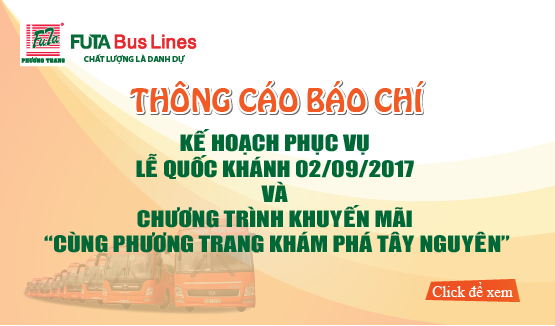 FUTA
PHƯƠNG TRANG
FUTA Bus Lines
CHẤT LƯỢNG LÀ DANH DỰ
THÔNG CÁO BÁO CHÍ
KẾ HOẠCH PHỤC VỤ
LỄ QUỐC KHÁNH 02/09/2017
VÀ
CHƯƠNG TRÌNH KHUYẾN MÃI
“CÙNG PHƯƠNG TRANG KHÁM PHÁ TÂY NGUYÊN”
Click để xem